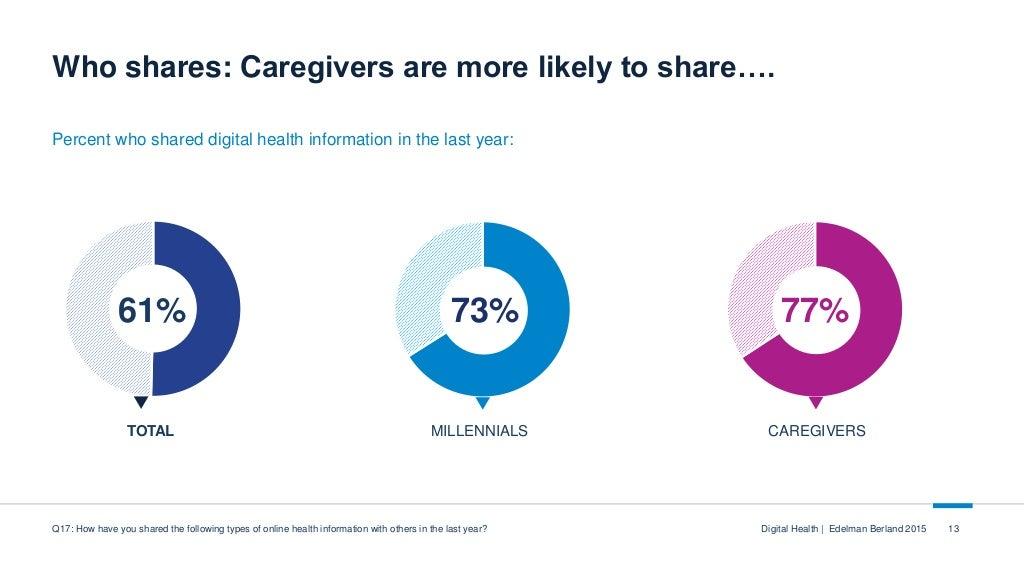 Who shares: Caregivers are more likely to share….
Percent who shared digital health information in the last year:
61%
73%
77%
TOTAL
MILLENNIALS
CAREGIVERS
Q17: How have you shared the following types of online health information with others in the last year?
Digital Health | Edelman Berland 2015 13